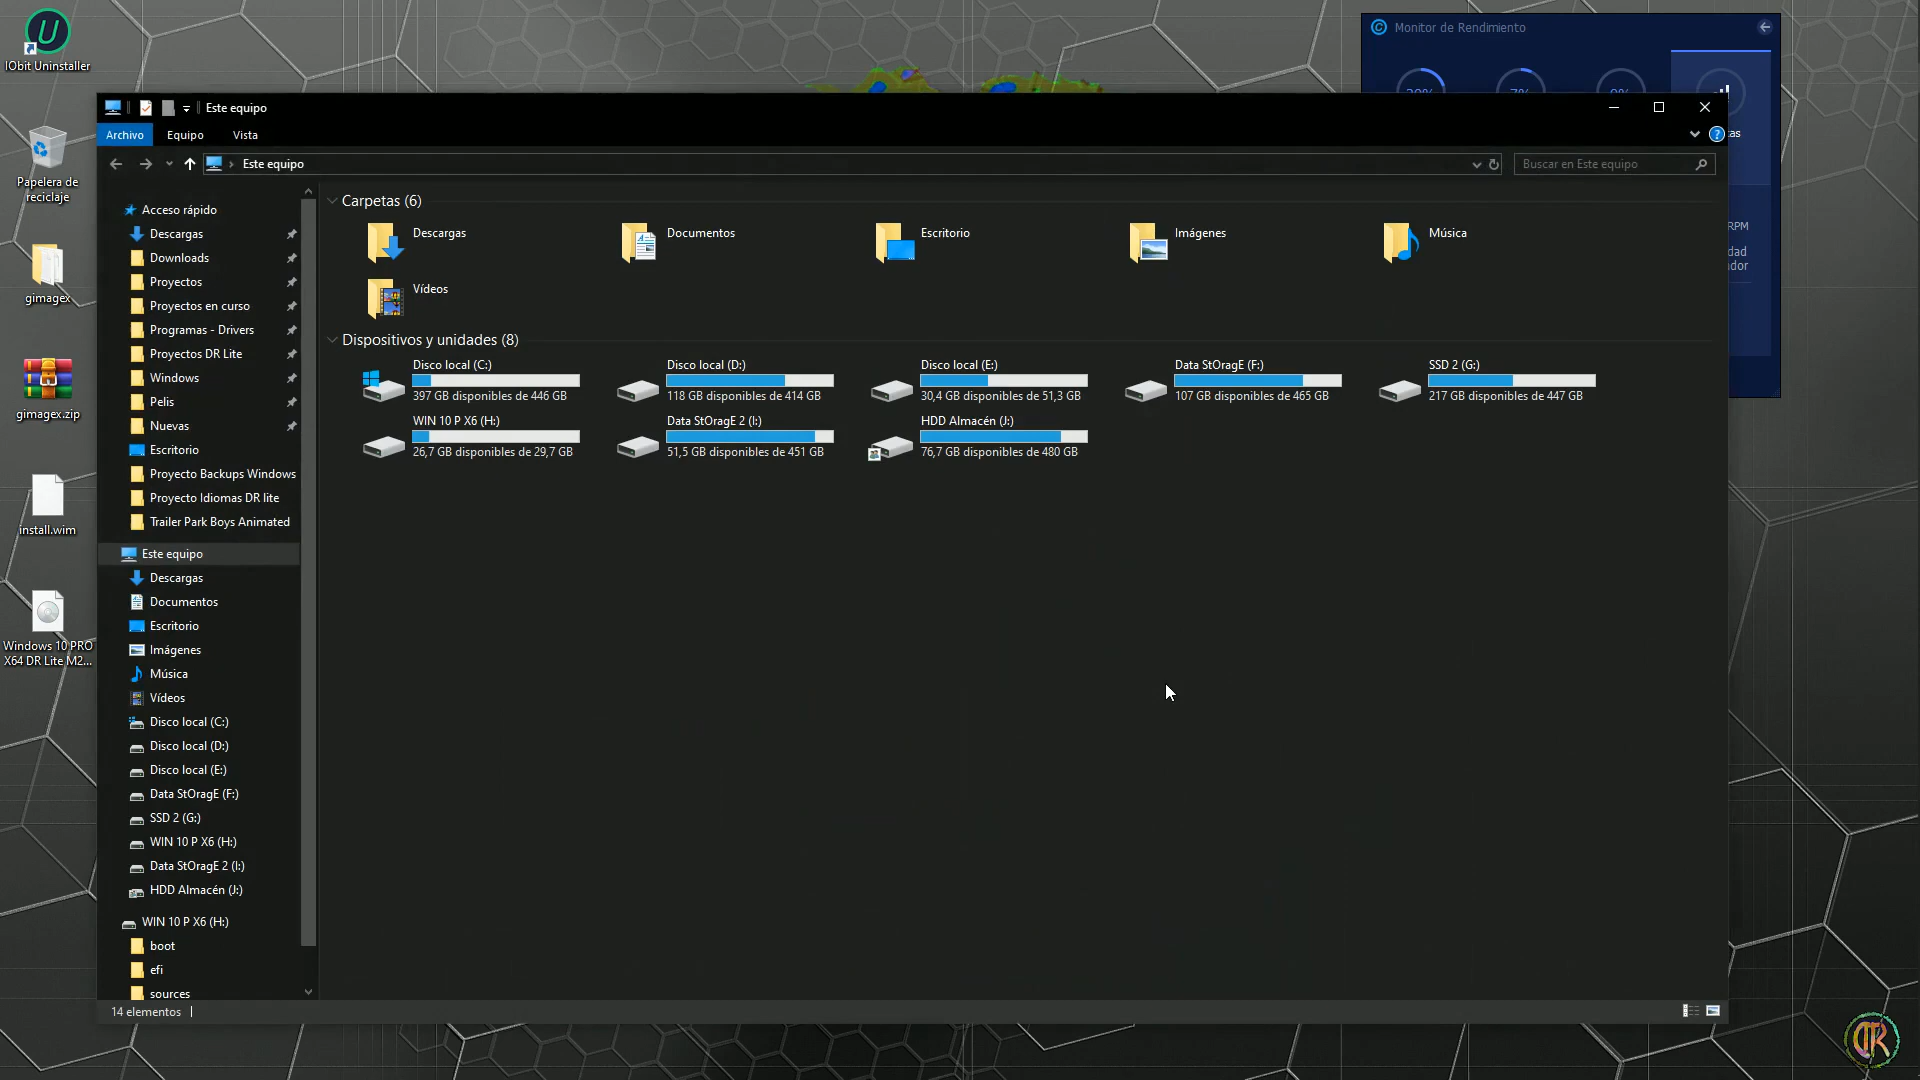 IObit Uninstaller
Papelera de
reciclaje
gimagex
gimagex.zip
install.wim
Windows 10 PRO
X64 DR Lite M2...
Monitor de Rendimiento
7%
RPM
dad
dor
Este equipo
Archivo
Equipo
Vista
Este equipo
Buscar en Este equipo
Acceso rápido
Descargas
Downloads
Proyectos
Proyectos en curso
Programas - Drivers
Proyectos DR Lite
Windows
Pelis
Nuevas
Escritorio
Proyecto Backups Windows
Proyecto Idiomas DR lite
Trailer Park Boys Animated
Este equipo
Descargas
Documentos
Escritorio
Imágenes
Música
Vídeos
Disco local (C:)
Disco local (D:)
Disco local (E:)
Data StOragE (F:)
SSD 2 (G:)
WIN 10 P X6 (H:)
Data StOragE 2 (I:)
HDD Almacén (J:)
WIN 10 P X6 (H:)
boot
efi
sources
Carpetas (6)
Descargas
Documentos
Escritorio
Imágenes
Música
Vídeos
Dispositivos y unidades (8)
Disco local (C:)
397 GB disponibles de 446 GB
Disco local (D:)
118 GB disponibles de 414 GB
Disco local (E:)
30,4 GB disponibles de 51,3 GB
Data StOragE (F:)
107 GB disponibles de 465 GB
SSD 2 (G:)
217 GB disponibles de 447 GB
WIN 10 P X6 (H:)
26,7 GB disponibles de 29,7 GB
Data StOragE 2 (I:)
51,5 GB disponibles de 451 GB
HDD Almacén (J:)
76,7 GB disponibles de 480 GB
14 elementos